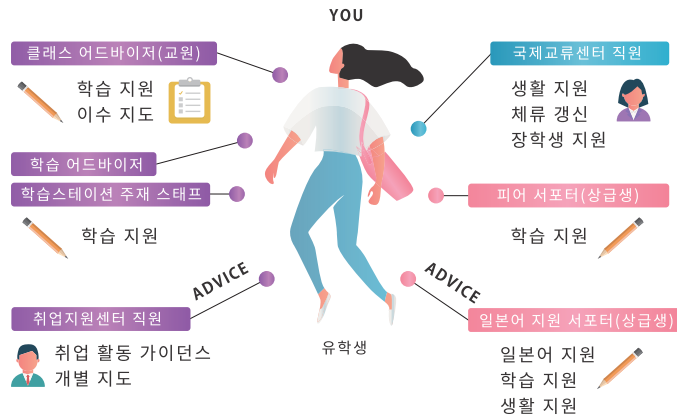 YOU
클래스 어드바이저(교원)
학습 지원
이수 지도
학습 어드바이저
학습스테이션 주재 스태프
학습 지원
ADVICE
취업지원센터 직원
취업 활동 가이던스
개별 지도
국제교류센터 직원
생활 지원
체류 갱신
장학생 지원
피어 서포터(상급생)
학습 지원
ADVICE
일본어 지원 서포터(상급생)
일본어 지원
학습 지원
생활 지원
유학생